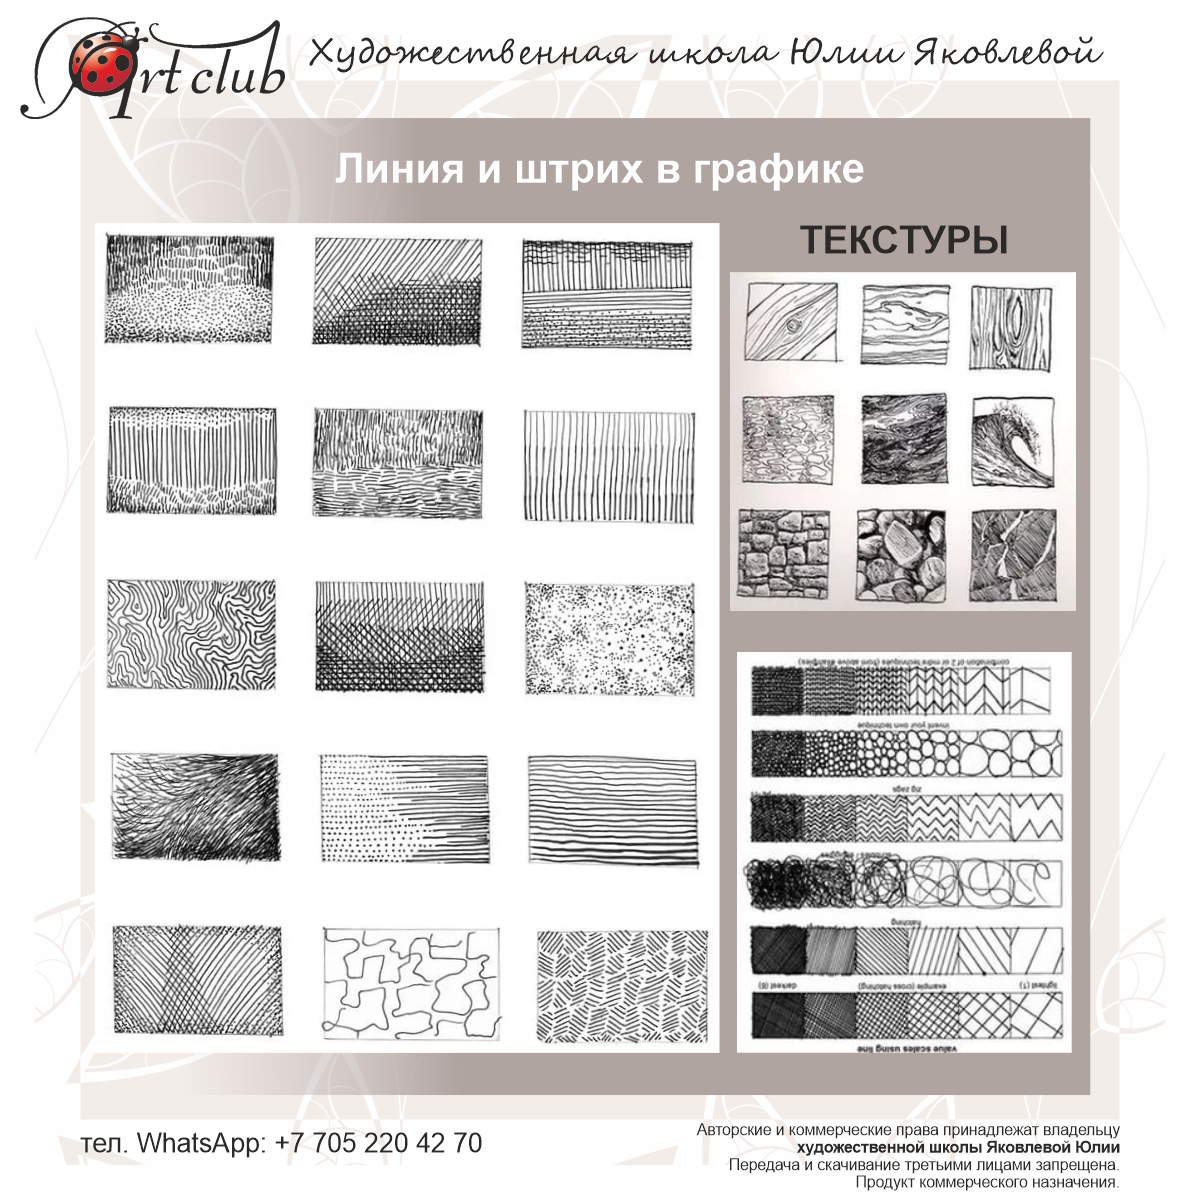 Art club
Художественная школа Юлии Яковлевой
Линия и штрих в графике
ТЕКСТУРЫ
combination of 2 or more techniques (from above examples)
invent your own technique
zig zags
hatching
darkest (6) example (cross hatching) lightest (1)
value scales using line
тел. WhatsApp: +7 705 220 42 70
Авторские и коммерческие права принадлежат владельцу
художественной школы Яковлевой Юлии
Передача и скачивание третьими лицами запрещена.
Продукт коммерческого назначения.